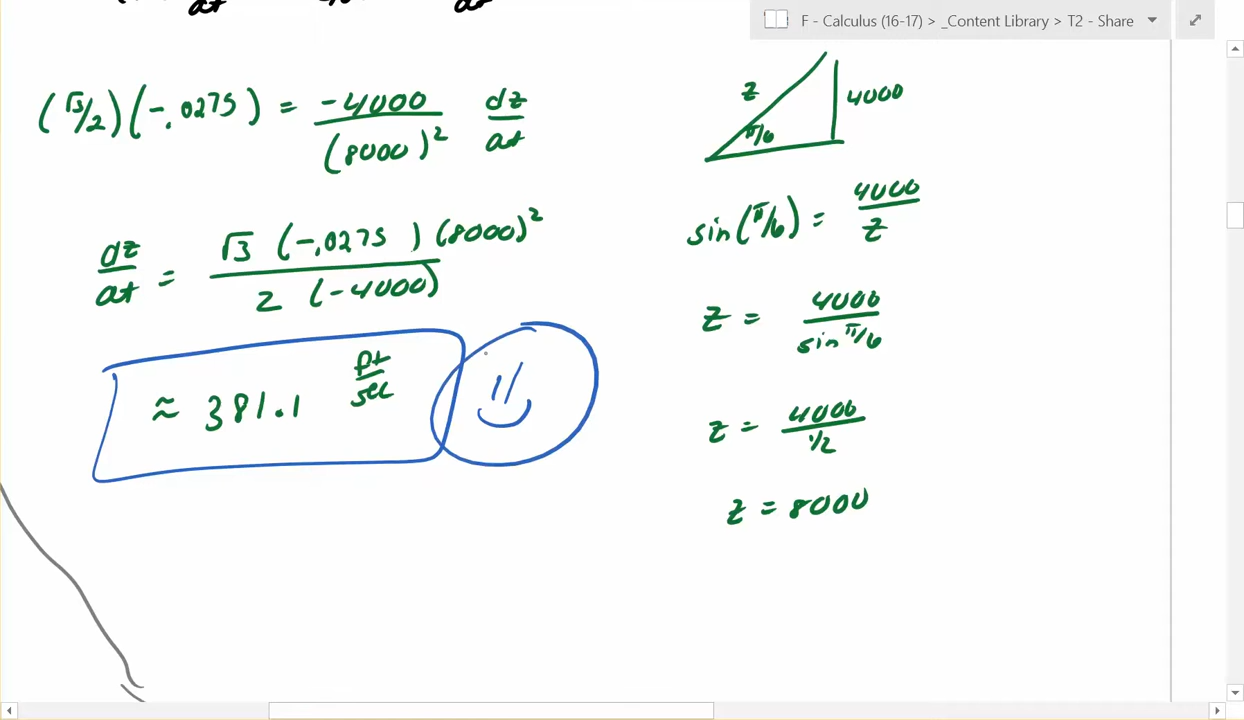 F - Calculus (16-17) > _Content Library > T2 - Share
(√3/2)(-.0275) = -4000/(8000)² dz/dt
dz/dt = √3 (-.0275)(8000)²/2 (-4000)
≈ 381.1 ft/sec
z
4000
π/6
sin(π/6) = 4000/z
z = 4000/sin π/6
z = 4000/½
z = 8000